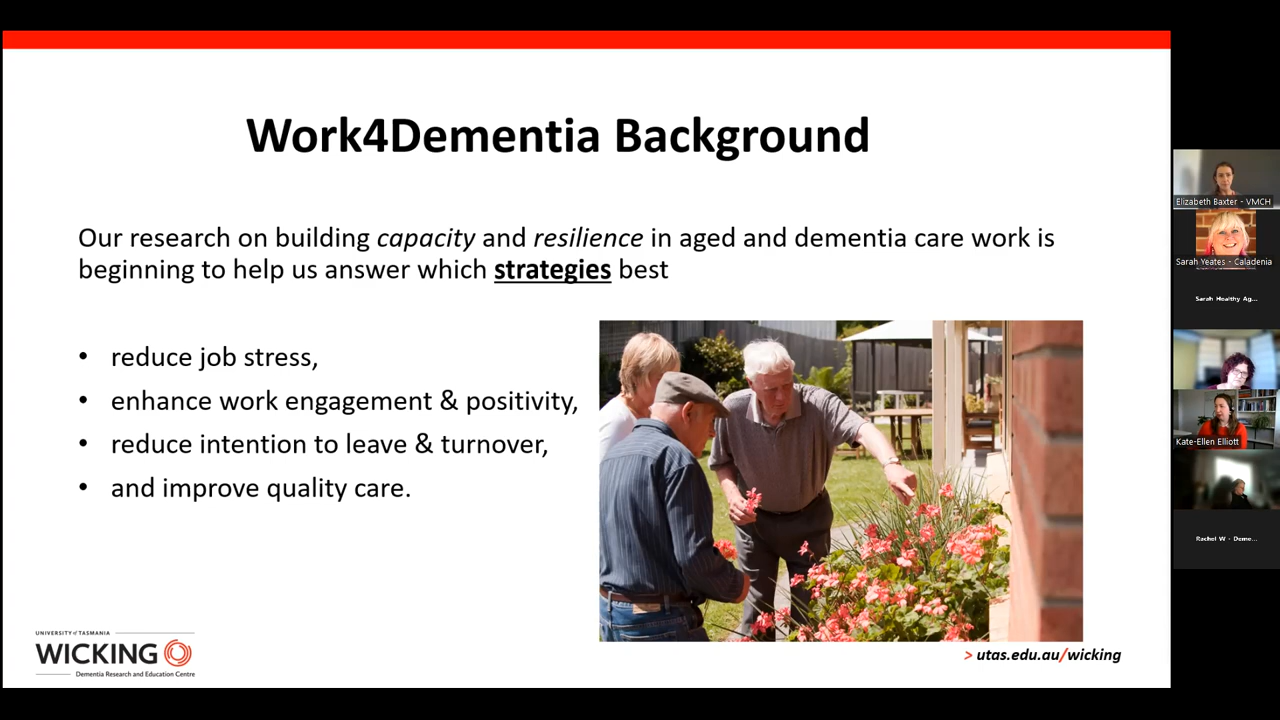 Work4Dementia Background
Our research on building capacity and resilience in aged and dementia care work is
beginning to help us answer which strategies best
• reduce job stress,
• enhance work engagement & positivity,
• reduce intention to leave & turnover,
• and improve quality care.
UNIVERSITY of TASMANIA
WICKING
Dementia Research and Education Centre
> utas.edu.au/wicking
Elizabeth Baxter - VMCH
Sarah Yeates - Caladenia
Sarah Healthy Ag...
Kate-Ellen Elliott
Rachel W - Deme...